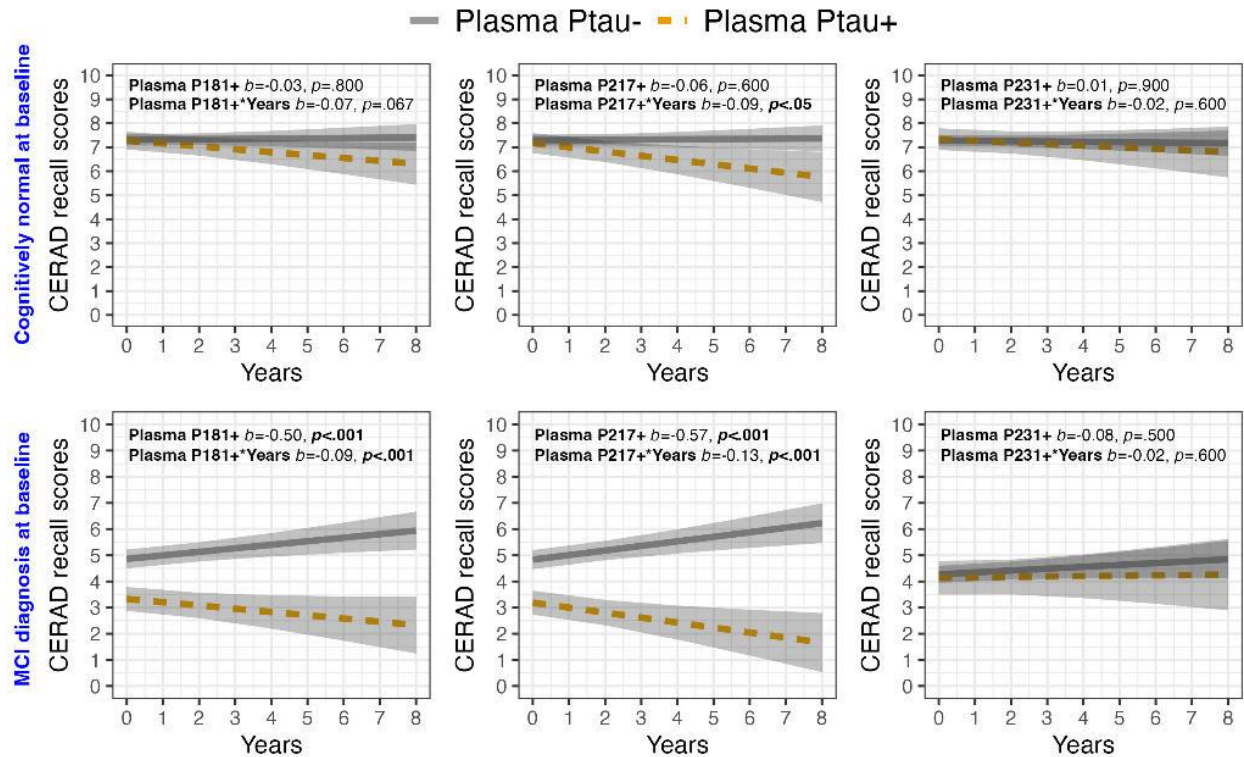 Plasma Ptau- Plasma Ptau+
Cognitively normal at baseline
CERAD recall scores
10
9
8
7
6
5
4
3
2
1
0
Plasma P181+ b=-0.03, p=.800
Plasma P181+*Years b=-0.07, p=.067
0 1 2 3 4 5 6 7 8
Years
CERAD recall scores
10
9
8
7
6
5
4
3
2
1
0
Plasma P217+ b=-0.06, p=.600
Plasma P217+*Years b=-0.09, p<.05
0 1 2 3 4 5 6 7 8
Years
CERAD recall scores
10
9
8
7
6
5
4
3
2
1
0
Plasma P231+ b=0.01, p=.900
Plasma P231+*Years b=-0.02, p=.600
0 1 2 3 4 5 6 7 8
Years
MCI diagnosis at baseline
CERAD recall scores
10
9
8
7
6
5
4
3
2
1
0
Plasma P181+ b=-0.50, p<.001
Plasma P181+*Years b=-0.09, p<.001
0 1 2 3 4 5 6 7 8
Years
CERAD recall scores
10
9
8
7
6
5
4
3
2
1
0
Plasma P217+ b=-0.57, p<.001
Plasma P217+*Years b=-0.13, p<.001
0 1 2 3 4 5 6 7 8
Years
CERAD recall scores
10
9
8
7
6
5
4
3
2
1
0
Plasma P231+ b=-0.08, p=.500
Plasma P231+*Years b=-0.02, p=.600
0 1 2 3 4 5 6 7 8
Years